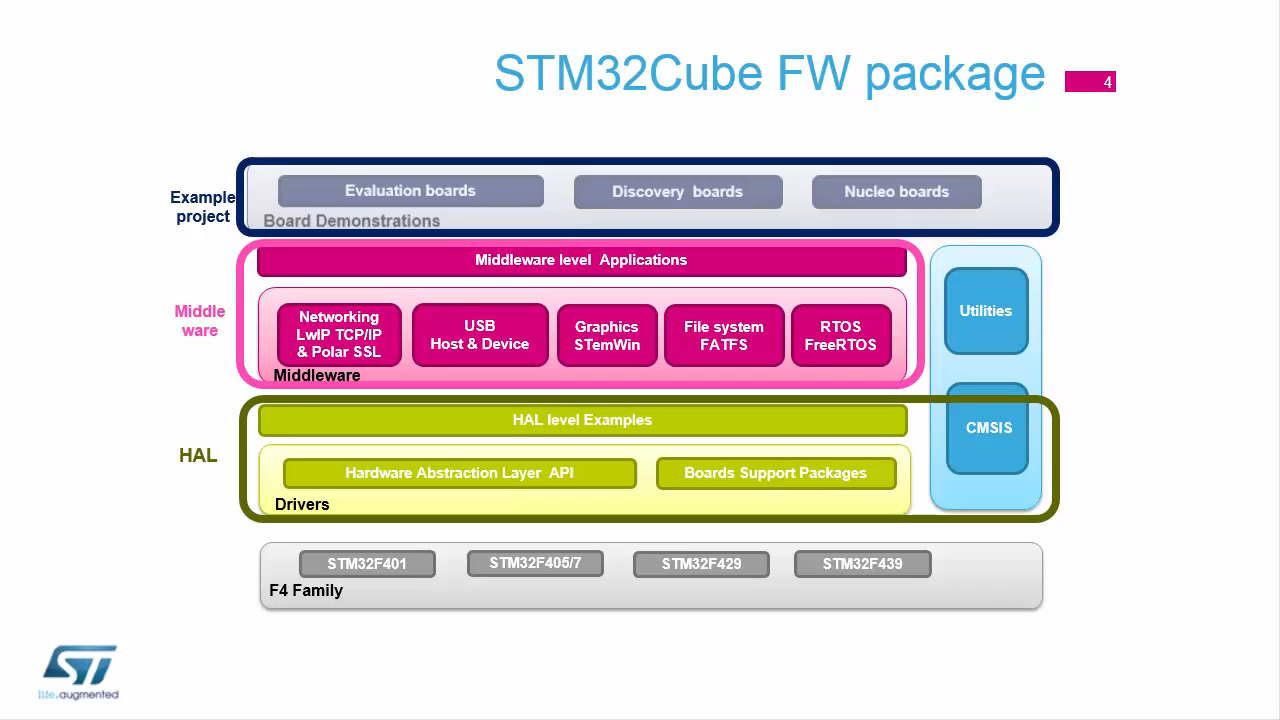 STM32Cube FW package
4
Example
project
Evaluation boards
Discovery boards
Nucleo boards
Board Demonstrations
Middle
ware
Middleware level Applications
Networking
LwIP TCP/IP
& Polar SSL
USB
Host & Device
Graphics
STemWin
File system
FATFS
RTOS
FreeRTOS
Middleware
Utilities
CMSIS
HAL
HAL level Examples
Hardware Abstraction Layer API
Boards Support Packages
Drivers
STM32F401
STM32F405/7
STM32F429
STM32F439
F4 Family
ST
life.augmented